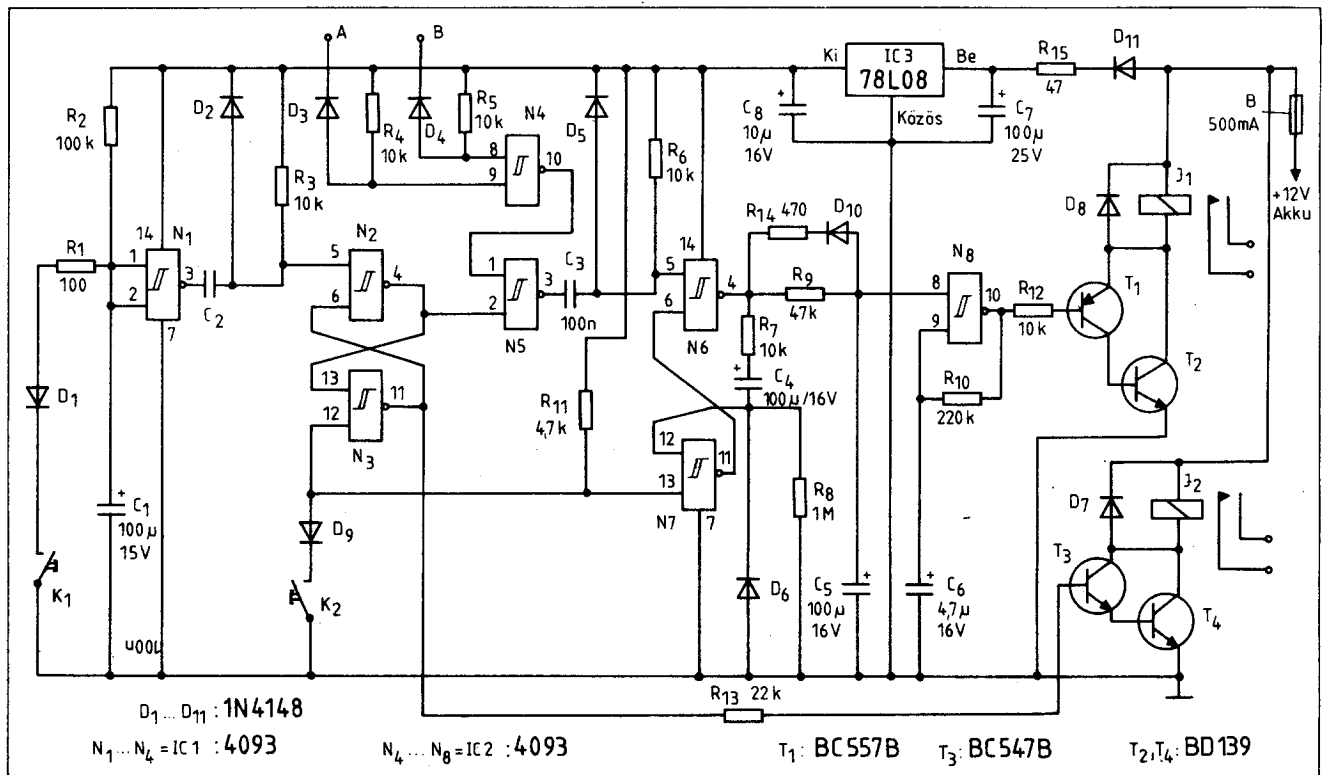 A
B
Ki
IC3
78L08
Be
R15
47
D11
B
500mA
+12V
Akku
R2
100k
D2
D3
R4
10k
D4
R5
10k
N4
8
9
10
D5
R6
10k
C8
10µ
16V
Közös
C7
100µ
25V
R3
10k
R1
100
14
N1
1
2
3
7
C2
N2
5
6
4
1
2
3
N5
C3
100n
14
5
6
4
N6
R14 470
D10
R9
47k
R7
10k
C4
100µ/16V
N8
8
9
10
R12
10k
R10
220k
D8
J1
T1
T2
D1
C1
100µ
15V
K1
100n
13
12
11
N3
D9
K2
R11
4,7k
12
13
11
7
N7
R8
1M
D6
C5
100µ
16V
C6
4,7µ
16V
D7
J2
T3
T4
R13 22k
D1...D11 : 1N4148
N1...N4 = IC1 : 4093
N4...N8 = IC2 : 4093
T1: BC557B
T3: BC547B
T2,T4: BD139